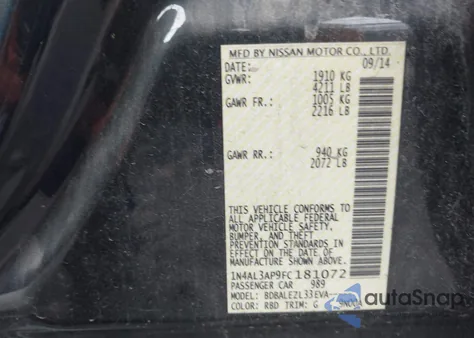 MFD BY NISSAN MOTOR CO., LTD.
DATE: 09/14
GVWR: 1910 KG
4211 LB
GAWR FR.: 1005 KG
2216 LB
GAWR RR.: 940 KG
2072 LB
THIS VEHICLE CONFORMS TO
ALL APPLICABLE FEDERAL
MOTOR VEHICLE SAFETY,
BUMPER, AND THEFT
PREVENTION STANDARDS
IN EFFECT ON THE DATE OF
MANUFACTURE SHOWN ABOVE.
1N4AL3AP9FC181072
PASSENGER CAR 989
MODEL: BDBALEZL33EVA
COLOR: RBD TRIM: G
autoSnap